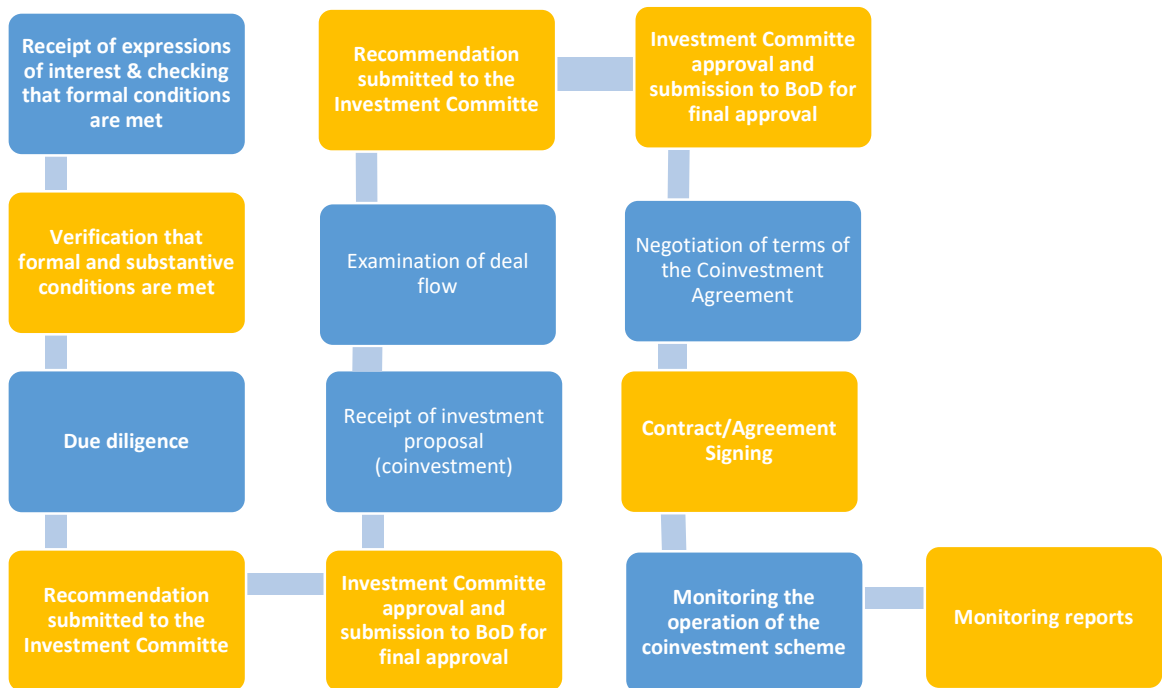 Receipt of expressions
of interest & checking
that formal conditions
are met
Verification that
formal and substantive
conditions are met
Due diligence
Recommendation
submitted to the
Investment Committe
Investment Committe
approval and
submission to BoD for
final approval
Receipt of investment
proposal
(coinvestment)
Examination of deal
flow
Recommendation
submitted to the
Investment Committe
Investment Committe
approval and
submission to BoD for
final approval
Negotiation of terms of
the Coinvestment
Agreement
Contract/Agreement
Signing
Monitoring the
operation of the
coinvestment scheme
Monitoring reports